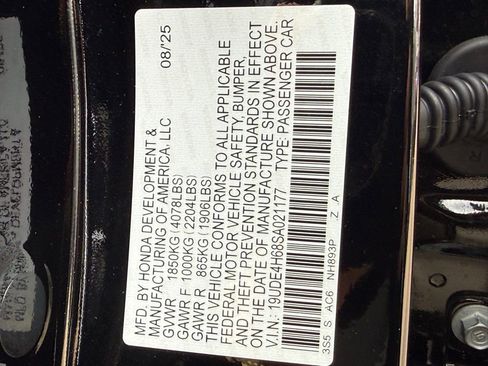 MFD. BY HONDA DEVELOPMENT & 08/25
MANUFACTURING OF AMERICA, LLC
GVWR 1850KG(4078LBS)
GAWR F 1000KG(2204LBS)
GAWR R 865KG(1906LBS)
THIS VEHICLE CONFORMS TO ALL APPLICABLE
FEDERAL MOTOR VEHICLE SAFETY, BUMPER,
AND THEFT PREVENTION STANDARDS IN EFFECT
ON THE DATE OF MANUFACTURE SHOWN ABOVE.
V.I.N.: 19UDE4H68SA021177 TYPE: PASSENGER CAR
3S5 S AC6 NH893P Z A